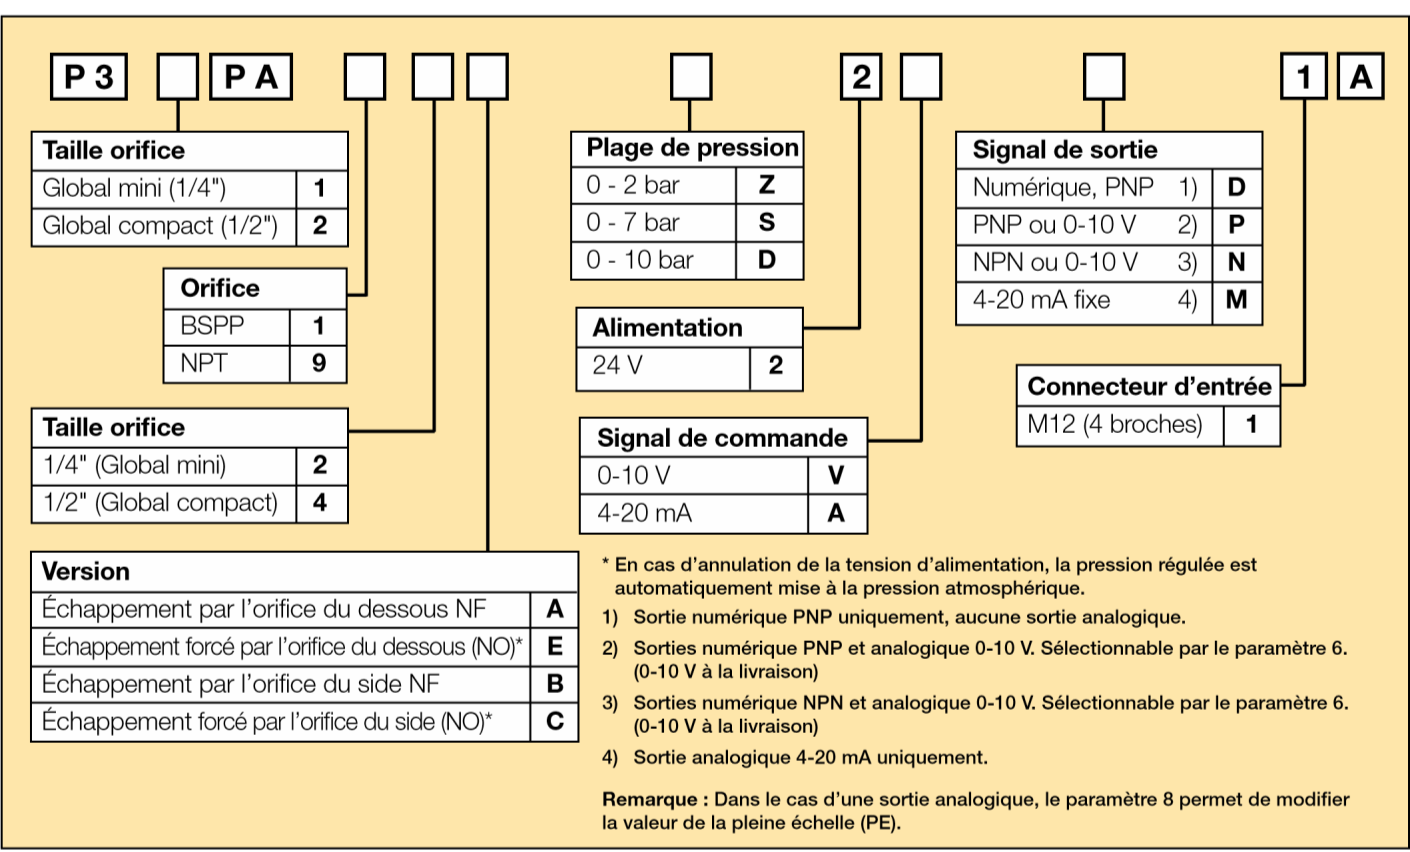 P 3 P A 2 1 A
Taille orifice
Global mini (1/4") 1
Global compact (1/2") 2
Orifice
BSPP 1
NPT 9
Taille orifice
1/4" (Global mini) 2
1/2" (Global compact) 4
Version
Échappement par l'orifice du dessous NF A
Échappement forcé par l'orifice du dessous (NO)* E
Échappement par l'orifice du side NF B
Échappement forcé par l'orifice du side (NO)* C
Plage de pression
0 - 2 bar Z
0 - 7 bar S
0 - 10 bar D
Alimentation
24 V 2
Signal de commande
0-10 V V
4-20 mA A
Signal de sortie
Numérique, PNP 1) D
PNP ou 0-10 V 2) P
NPN ou 0-10 V 3) N
4-20 mA fixe 4) M
Connecteur d'entrée
M12 (4 broches) 1
* En cas d'annulation de la tension d'alimentation, la pression régulée est
automatiquement mise à la pression atmosphérique.
1) Sortie numérique PNP uniquement, aucune sortie analogique.
2) Sorties numérique PNP et analogique 0-10 V. Sélectionnable par le paramètre 6.
(0-10 V à la livraison)
3) Sorties numérique NPN et analogique 0-10 V. Sélectionnable par le paramètre 6.
(0-10 V à la livraison)
4) Sortie analogique 4-20 mA uniquement.
Remarque : Dans le cas d'une sortie analogique, le paramètre 8 permet de modifier
la valeur de la pleine échelle (PE).